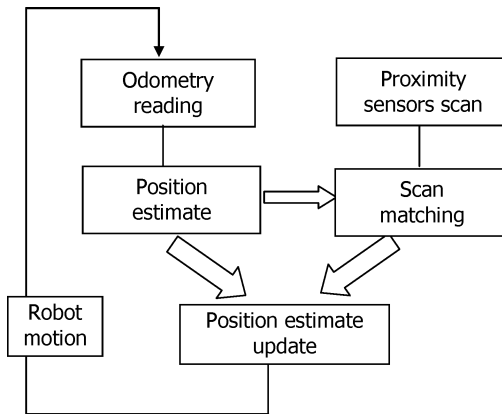 Odometry
reading
Proximity
sensors scan
Position
estimate
Scan
matching
Robot
motion
Position estimate
update